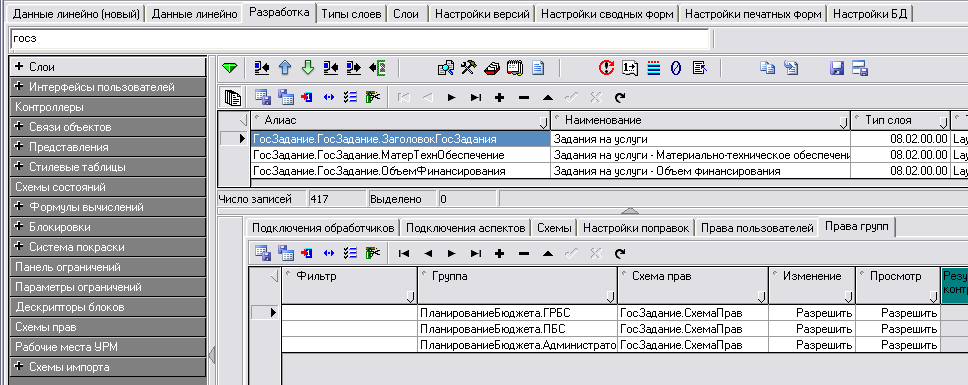 Данные линейно (новый) Данные линейно Разработка Типы слоев Слои Настройки версий Настройки сводных форм Настройки печатных форм Настройки БД
госз
+ Слои
+ Интерфейсы пользователей
Контроллеры
+ Связи объектов
+ Представления
+ Стилевые таблицы
Схемы состояний
+ Формулы вычислений
+ Блокировки
+ Система покраски
Панель ограничений
Параметры ограничений
Дескрипторы блоков
Схемы прав
Рабочие места УРМ
+ Схемы импорта
Алиас Наименование Тип слоя Т
ГосЗадание.ГосЗадание.ЗаголовокГосЗадания Задания на услуги 08.02.00.00 Lay
ГосЗадание.ГосЗадание.МатерТехнОбеспечение Задания на услуги - Материально-техническое обеспечени 08.02.00.00 Lay
ГосЗадание.ГосЗадание.ОбъемФинансирования Задания на услуги - Объем финансирования 08.02.00.00 Lay
Число записей 417 Выделено 0
Подключения обработчиков Подключения аспектов Схемы Настройки поправок Права пользователей Права групп
Фильтр Группа Схема прав Изменение Просмотр Резу
контр
ПланированиеБюджета.ГРБС ГосЗадание.СхемаПрав Разрешить Разрешить
ПланированиеБюджета.ПБС ГосЗадание.СхемаПрав Разрешить Разрешить
ПланированиеБюджета.Администрато ГосЗадание.СхемаПрав Разрешить Разрешить